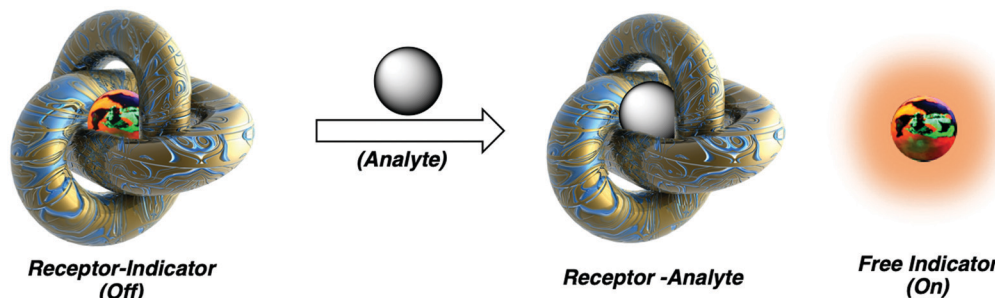 (Analyte)
Receptor-Indicator
(Off)
Receptor -Analyte
Free Indicator
(On)